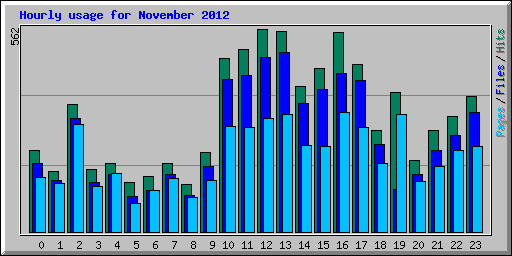 Hourly usage for November 2012
562
Pages / Files / Hits
0 1 2 3 4 5 6 7 8 9 10 11 12 13 14 15 16 17 18 19 20 21 22 23